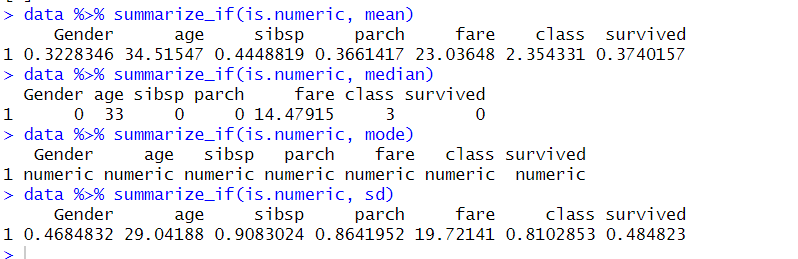 > data %>% summarize_if(is.numeric, mean)
Gender age sibsp parch fare class survived
1 0.3228346 34.51547 0.4448819 0.3661417 23.03648 2.354331 0.3740157
> data %>% summarize_if(is.numeric, median)
Gender age sibsp parch fare class survived
1 0 33 0 0 14.47915 3 0
> data %>% summarize_if(is.numeric, mode)
Gender age sibsp parch fare class survived
1 numeric numeric numeric numeric numeric numeric numeric
> data %>% summarize_if(is.numeric, sd)
Gender age sibsp parch fare class survived
1 0.4684832 29.04188 0.9083024 0.8641952 19.72141 0.8102853 0.484823
>